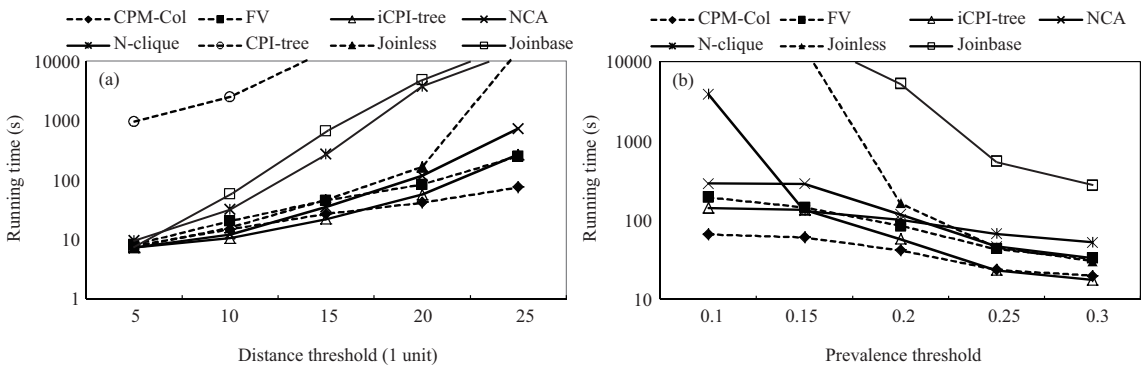 CPM-Col FV iCPI-tree NCA
N-clique CPI-tree Joinless Joinbase
(a)
Running time (s)
10000
1000
100
10
1
5 10 15 20 25
Distance threshold (1 unit)
CPM-Col FV iCPI-tree NCA
N-clique Joinless Joinbase
(b)
Running time (s)
10000
1000
100
10
0.1 0.15 0.2 0.25 0.3
Prevalence threshold